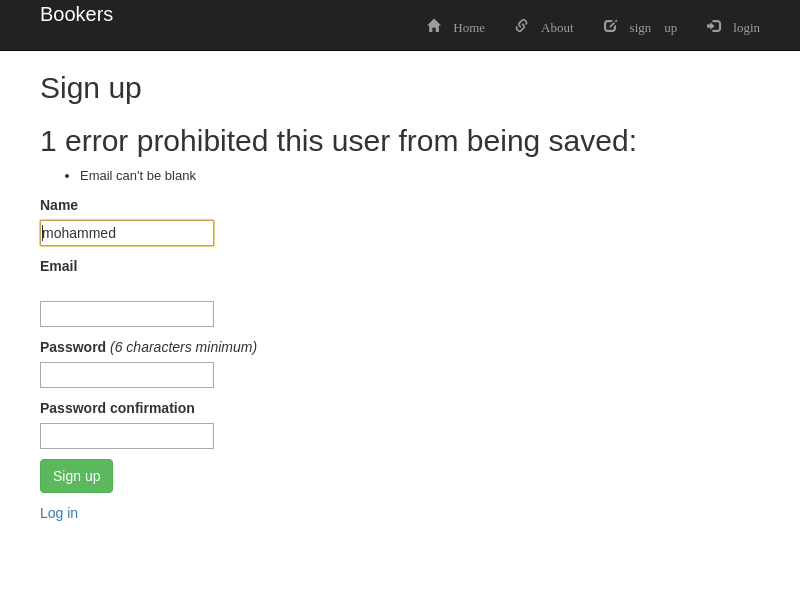 Bookers
Home About sign up login
Sign up
1 error prohibited this user from being saved:
Email can't be blank
Name
mohammed
Email
Password (6 characters minimum)
Password confirmation
Sign up
Log in